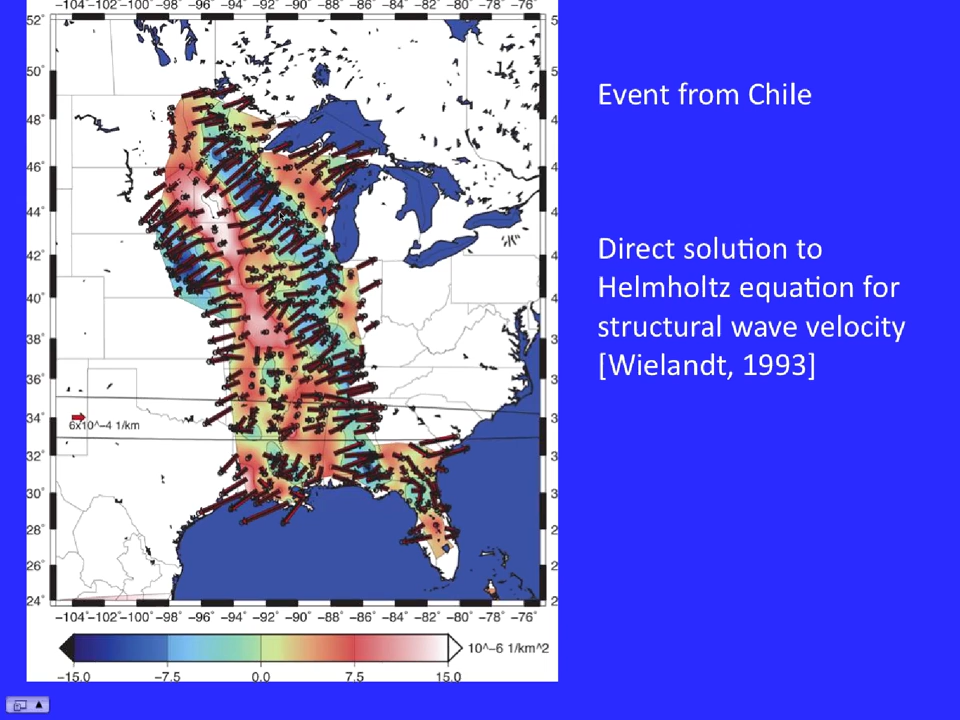 −104°−102°−100° −98° −96° −94° −92° −90° −88° −86° −84° −82° −80° −78° −76°
52°
50°
48°
46°
44°
42°
40°
38°
36°
34°
32°
30°
28°
26°
24°
6x10^−4 1/km
−104°−102°−100° −98° −96° −94° −92° −90° −88° −86° −84° −82° −80° −78° −76°
10^−6 1/km^2
−15.0 −7.5 0.0 7.5 15.0
Event from Chile
Direct solution to
Helmholtz equation for
structural wave velocity
[Wielandt, 1993]